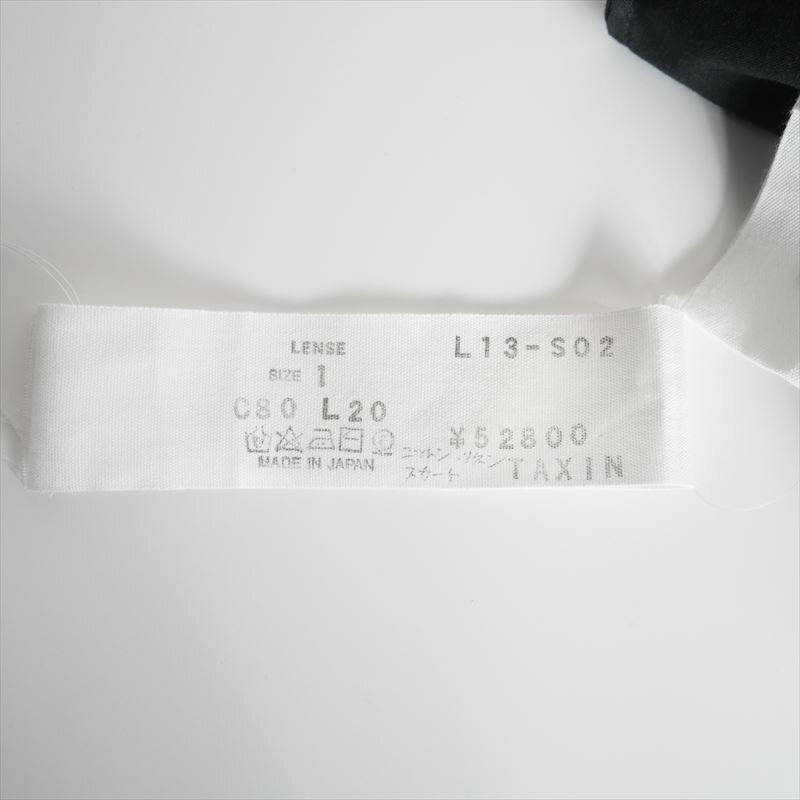 LENSE
L13-S02
SIZE 1
C80 L20
¥52800
コットン リネン
MADE IN JAPAN
スカート
TAXIN